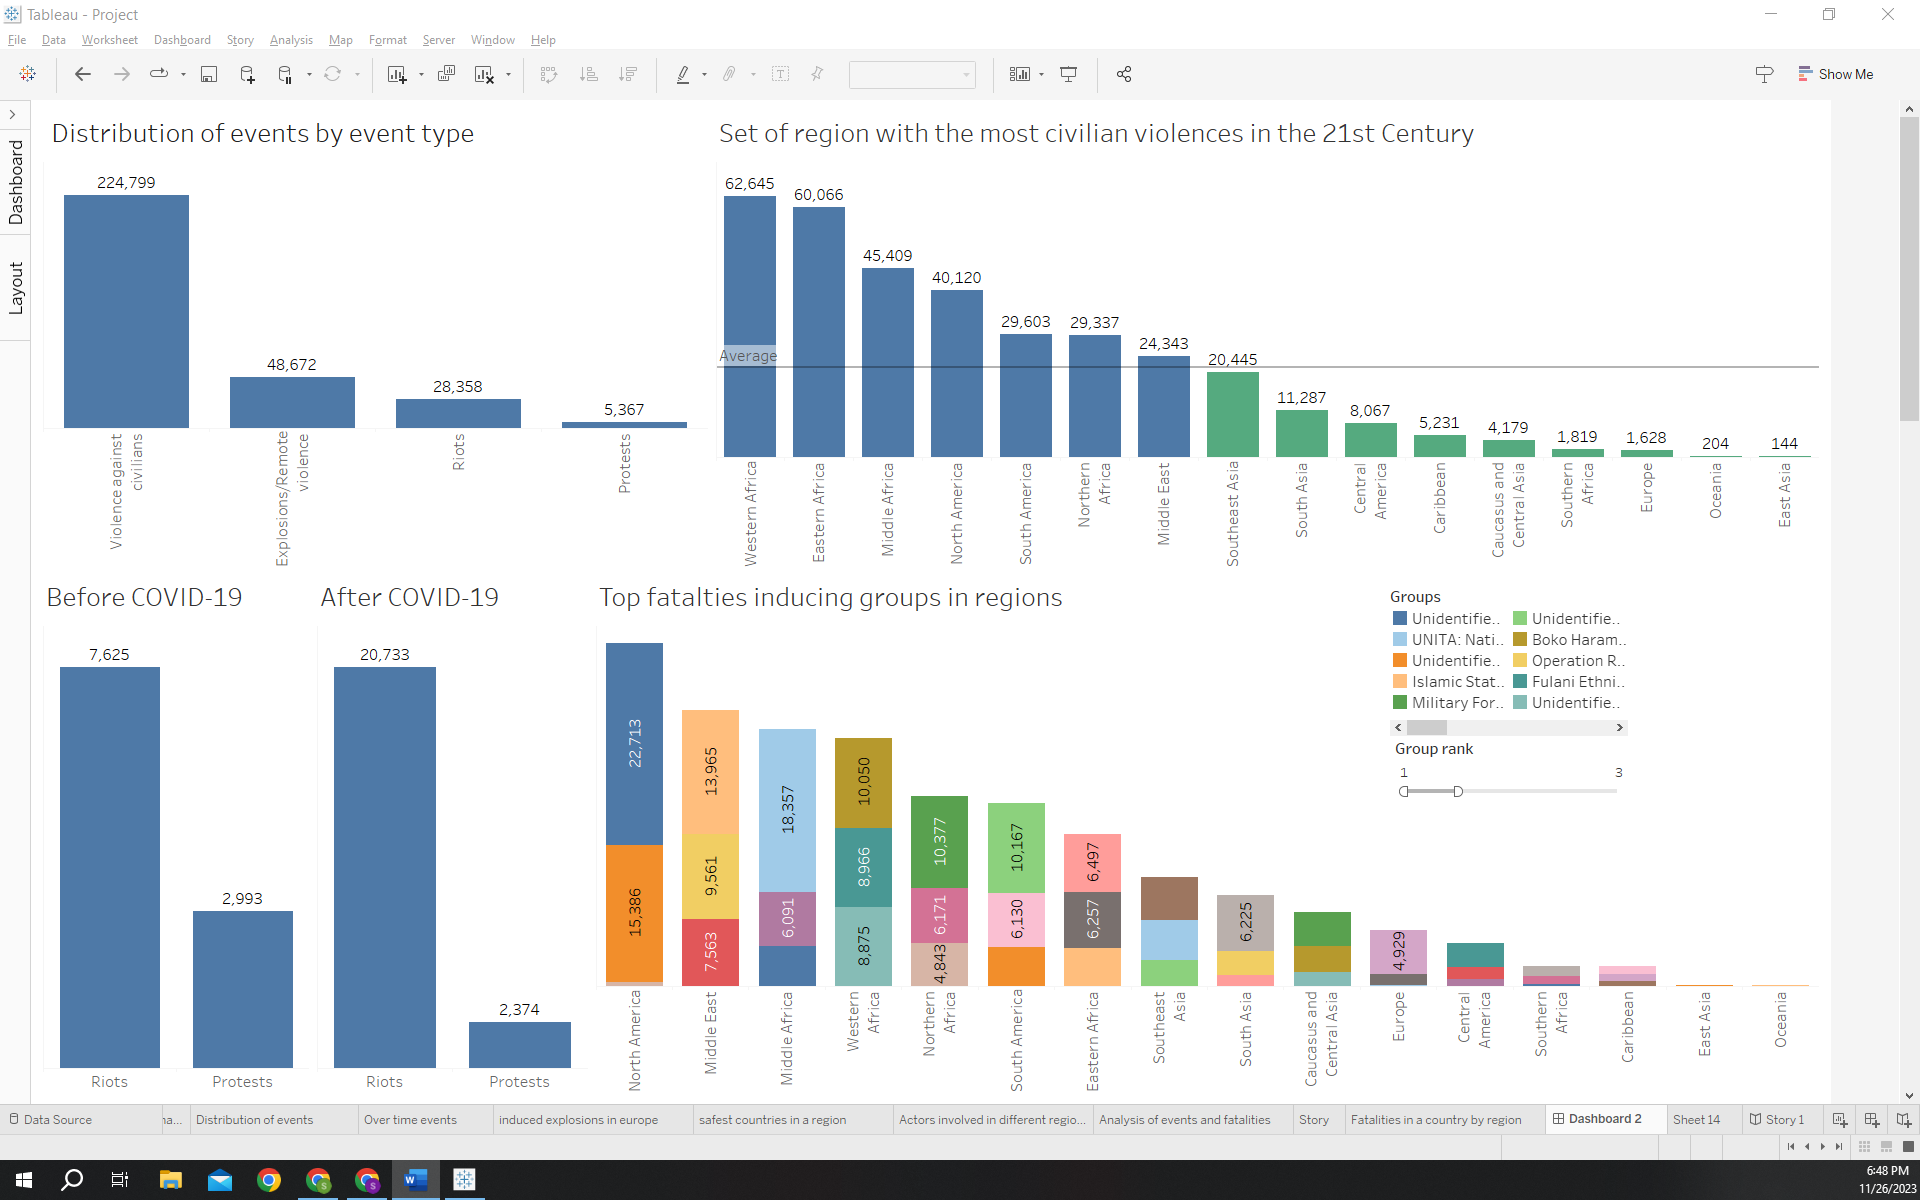 Tableau - Project
File Data Worksheet Dashboard Story Analysis Map Format Server Window Help
Show Me
Dashboard
Layout
Distribution of events by event type
224,799
48,672
28,358
5,367
Violence against
civilians
Explosions/Remote
violence
Riots
Protests
Set of region with the most civilian violences in the 21st Century
62,645
60,066
45,409
40,120
29,603
29,337
24,343
20,445
11,287
8,067
5,231
4,179
1,819
1,628
204
144
Average
Western Africa
Eastern Africa
Middle Africa
North America
South America
Northern
Africa
Middle East
Southeast Asia
South Asia
Central
America
Caribbean
Caucasus and
Central Asia
Southern
Africa
Europe
Oceania
East Asia
Before COVID-19
7,625
2,993
Riots
Protests
After COVID-19
20,733
2,374
Riots
Protests
Top fatalties inducing groups in regions
22,713
15,386
13,965
9,561
7,563
18,357
6,091
10,050
8,966
8,875
10,377
6,171
4,843
10,167
6,130
6,497
6,257
6,225
4,929
North America
Middle East
Middle Africa
Western
Africa
Northern
Africa
South America
Eastern Africa
Southeast
Asia
South Asia
Caucasus and
Central Asia
Europe
Central
America
Southern
Africa
Caribbean
East Asia
Oceania
Groups
Unidentifie.. Unidentifie..
UNITA: Nati.. Boko Haram..
Unidentifie.. Operation R..
Islamic Stat.. Fulani Ethni..
Military For.. Unidentifie..
Group rank
1 3
Data Source na... Distribution of events Over time events induced explosions in europe safest countries in a region Actors involved in different regio... Analysis of events and fatalities Story Fatalities in a country by region Dashboard 2 Sheet 14 Story 1
6:48 PM
11/26/2023